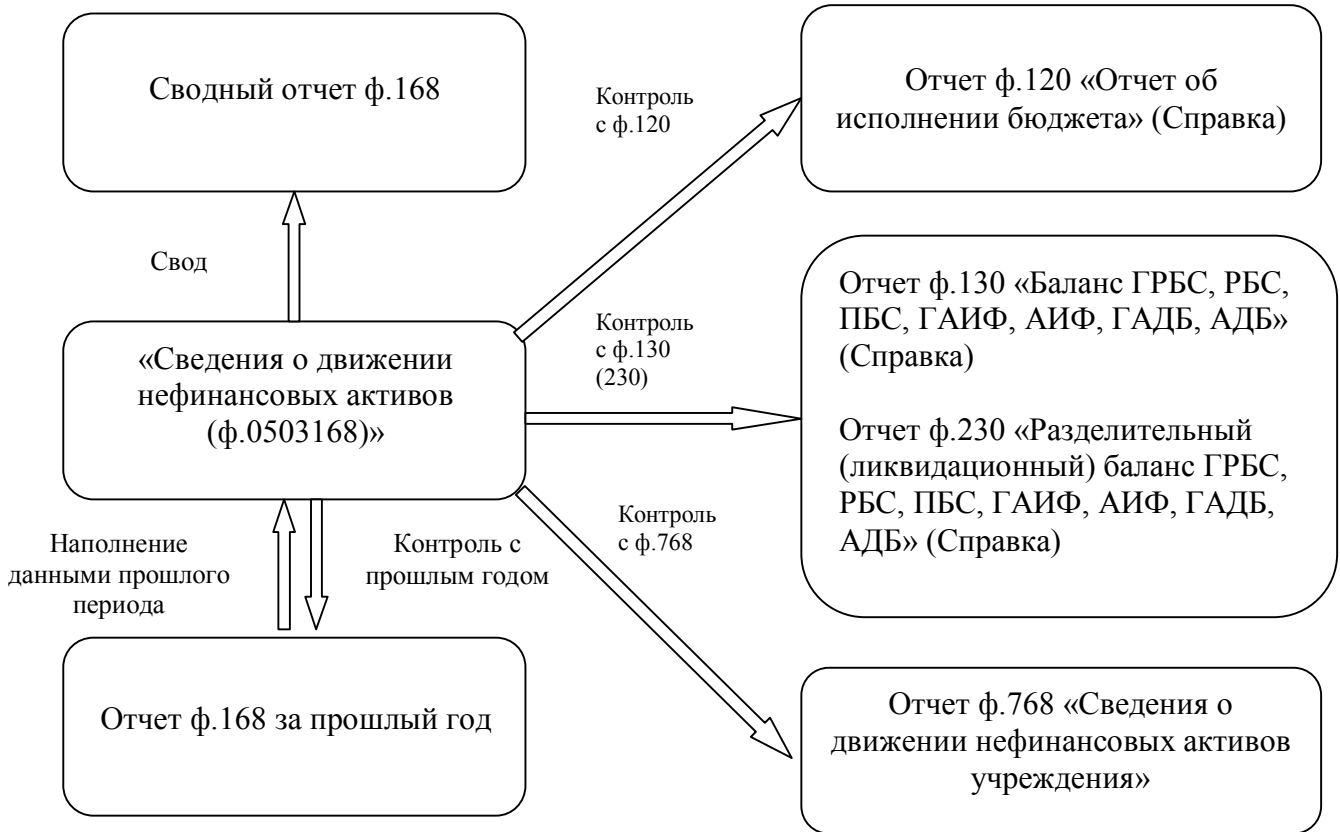 Сводный отчет ф.168
Контроль
с ф.120
Отчет ф.120 «Отчет об
исполнении бюджета» (Справка)
Свод
«Сведения о движении
нефинансовых активов
(ф.0503168)»
Контроль
с ф.130
(230)
Отчет ф.130 «Баланс ГРБС, РБС,
ПБС, ГАИФ, АИФ, ГАДБ, АДБ»
(Справка)
Отчет ф.230 «Разделительный
(ликвидационный) баланс ГРБС,
РБС, ПБС, ГАИФ, АИФ, ГАДБ,
АДБ» (Справка)
Контроль
с ф.768
Наполнение
данными прошлого
периода
Контроль с
прошлым годом
Отчет ф.168 за прошлый год
Отчет ф.768 «Сведения о
движении нефинансовых активов
учреждения»